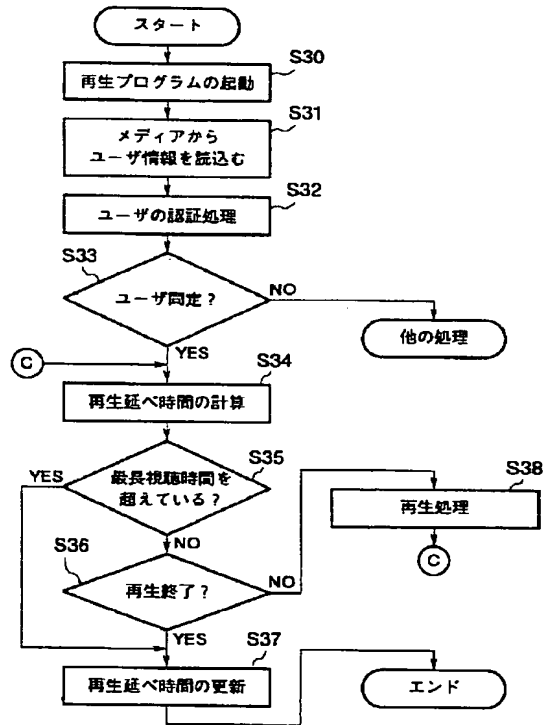 スタート
S30
再生プログラムの起動
S31
メディアから
ユーザ情報を読込む
S32
ユーザの認証処理
S33
ユーザ同定？
NO
他の処理
C
YES
S34
再生延べ時間の計算
S35
YES
最長視聴時間を
超えている？
S38
再生処理
C
NO
S36
再生終了？
NO
YES
S37
再生延べ時間の更新
エンド